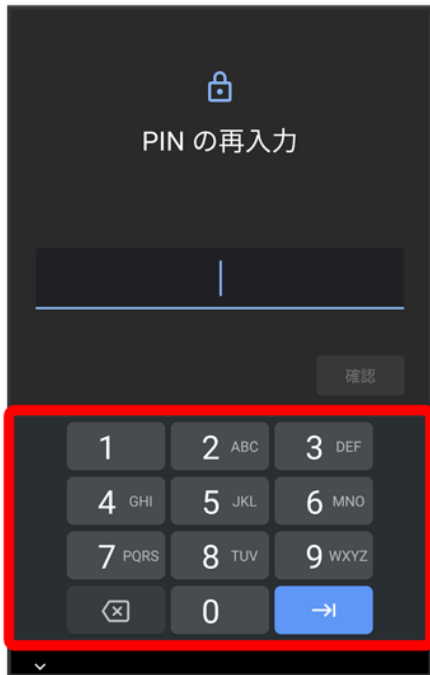 PIN の再入力
確認
1 2 ABC 3 DEF
4 GHI 5 JKL 6 MNO
7 PQRS 8 TUV 9 WXYZ
0